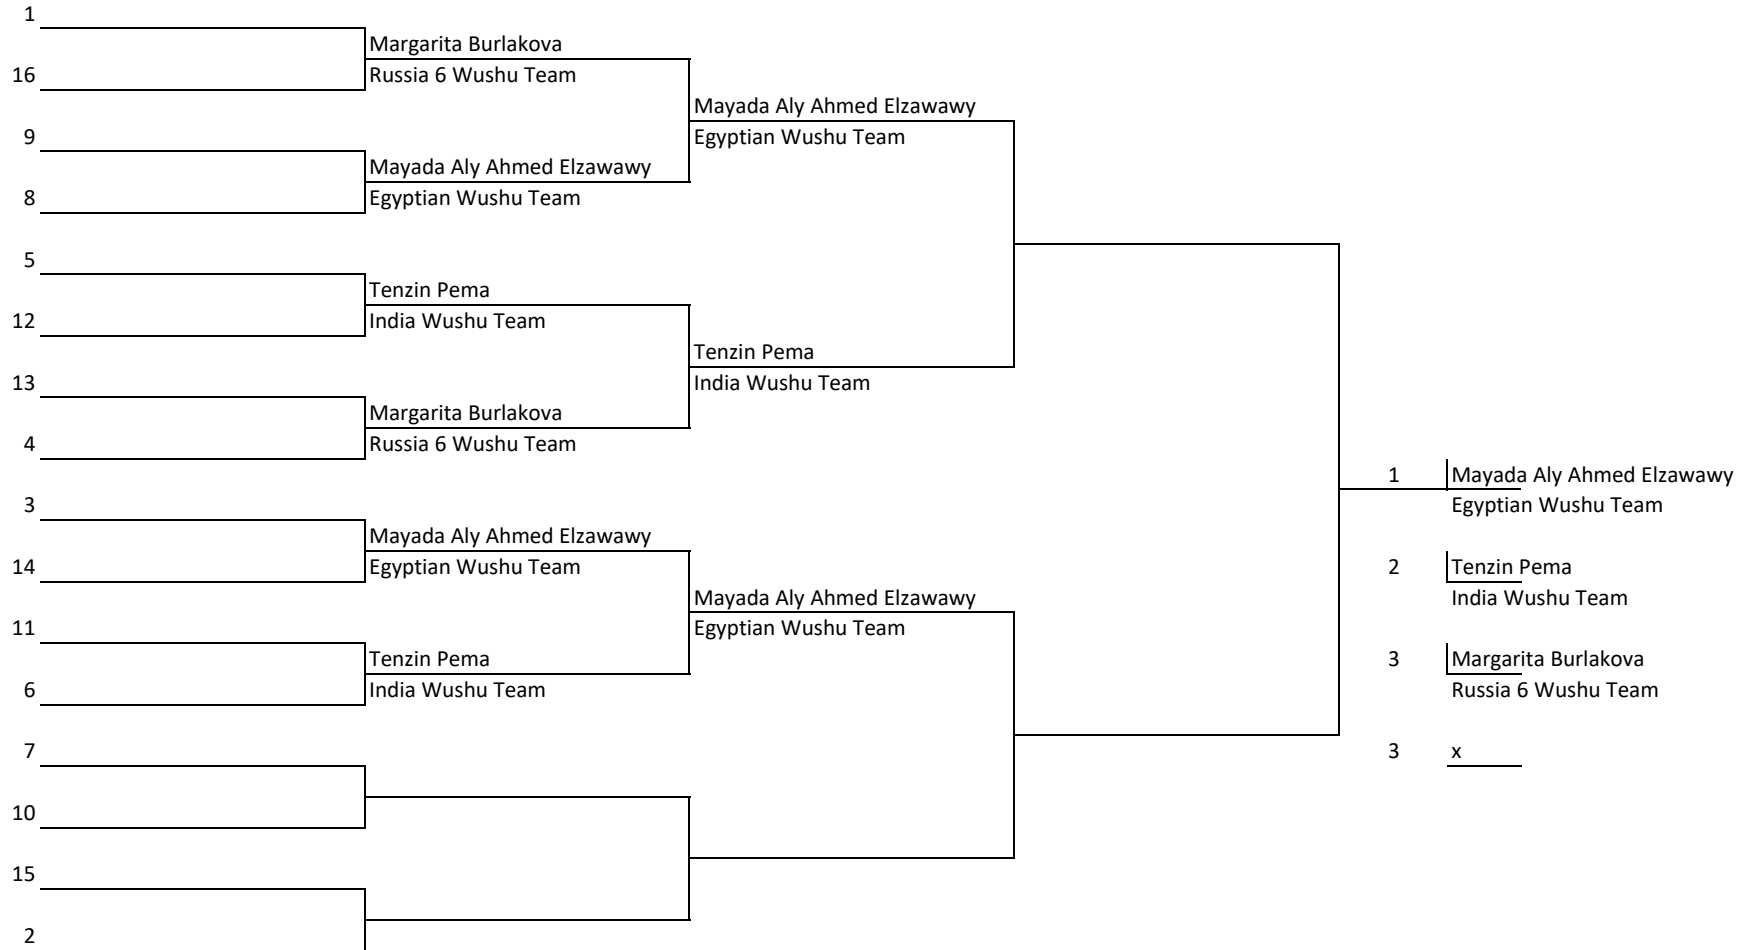 1
Margarita Burlakova
16
Russia 6 Wushu Team
Mayada Aly Ahmed Elzawawy
9
Egyptian Wushu Team
Mayada Aly Ahmed Elzawawy
8
Egyptian Wushu Team
5
Tenzin Pema
12
India Wushu Team
Tenzin Pema
13
India Wushu Team
Margarita Burlakova
4
Russia 6 Wushu Team
1
Mayada Aly Ahmed Elzawawy
3
Egyptian Wushu Team
Mayada Aly Ahmed Elzawawy
14
Egyptian Wushu Team
2
Tenzin Pema
Mayada Aly Ahmed Elzawawy
India Wushu Team
11
Egyptian Wushu Team
Tenzin Pema
3
Margarita Burlakova
6
India Wushu Team
Russia 6 Wushu Team
7
3
x
10
15
2